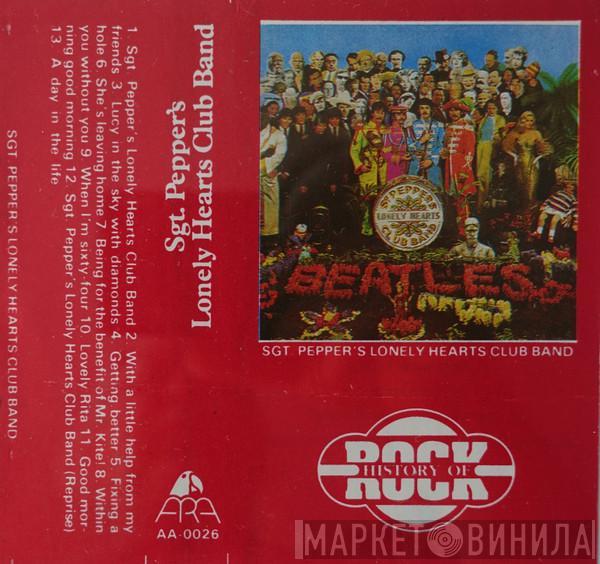 Sgt. Pepper's
Lonely Hearts Club Band
1. Sgt. Pepper's Lonely Hearts Club Band 2. With a little help from my
friends 3. Lucy in the sky with diamonds 4. Getting better 5. Fixing a
hole 6. She's leaving home 7. Being for the benefit of Mr. Kite! 8. Within
you without you 9. When I'm sixty-four 10. Lovely Rita 11. Good mor-
ning good morning 12. Sgt. Pepper's Lonely Hearts Club Band (Reprise)
13. A day in the life
SGT PEPPER'S LONELY HEARTS CLUB BAND
ARA
AA-0026
SGT PEPPERS
LONELY HEARTS
CLUB BAND
BEATLES
SGT PEPPER'S LONELY HEARTS CLUB BAND
ROCK
HISTORY OF
МАРКЕТ ВИНИЛА